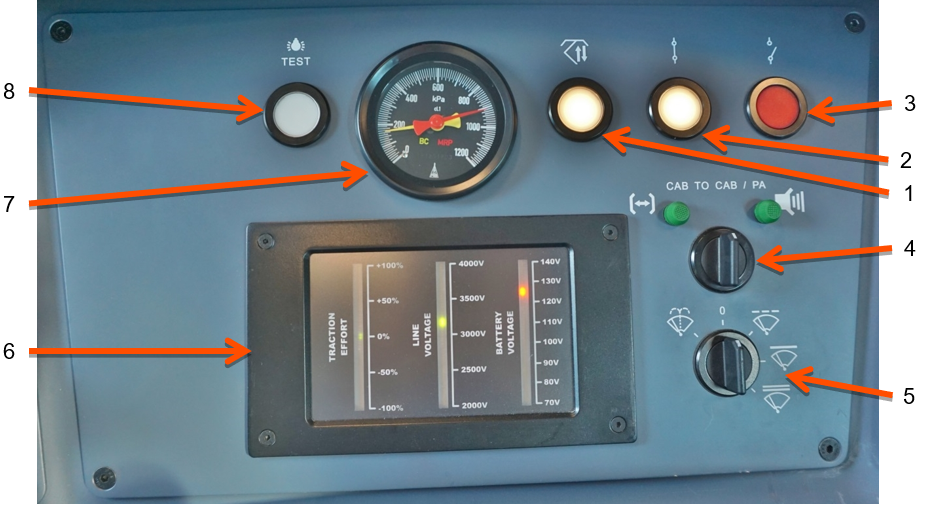 TEST
8
600
400
800
kPa
200
1000
BC MRP
0
1200
3
2
1
7
CAB TO CAB / PA
4
0
6
TRACTION
EFFORT
+100%
+50%
0%
-50%
-100%
LINE
VOLTAGE
4000V
3500V
3000V
2500V
2000V
BATTERY
VOLTAGE
140V
130V
120V
110V
100V
90V
80V
70V
5